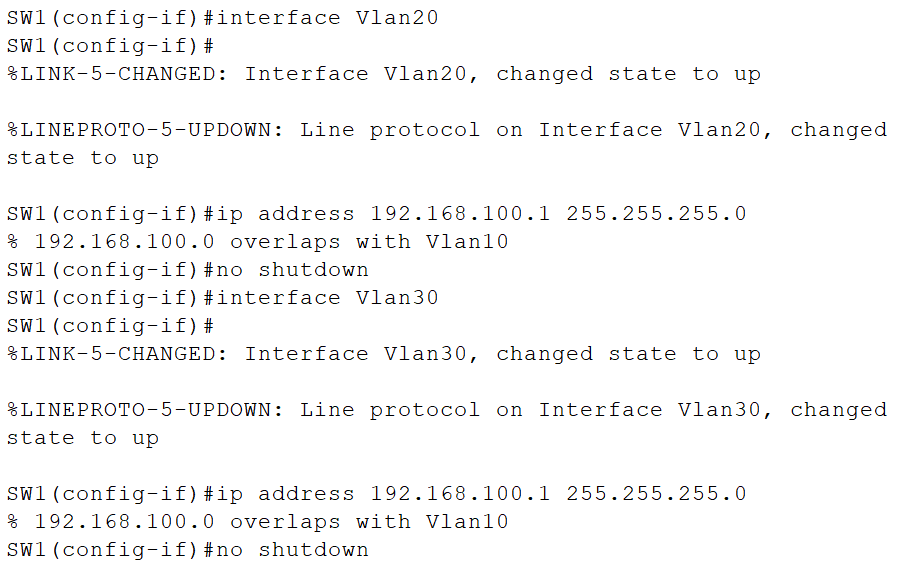 SW1(config-if)#interface Vlan20
SW1(config-if)#
%LINK-5-CHANGED: Interface Vlan20, changed state to up
%LINEPROTO-5-UPDOWN: Line protocol on Interface Vlan20, changed
state to up
SW1(config-if)#ip address 192.168.100.1 255.255.255.0
% 192.168.100.0 overlaps with Vlan10
SW1(config-if)#no shutdown
SW1(config-if)#interface Vlan30
SW1(config-if)#
%LINK-5-CHANGED: Interface Vlan30, changed state to up
%LINEPROTO-5-UPDOWN: Line protocol on Interface Vlan30, changed
state to up
SW1(config-if)#ip address 192.168.100.1 255.255.255.0
% 192.168.100.0 overlaps with Vlan10
SW1(config-if)#no shutdown